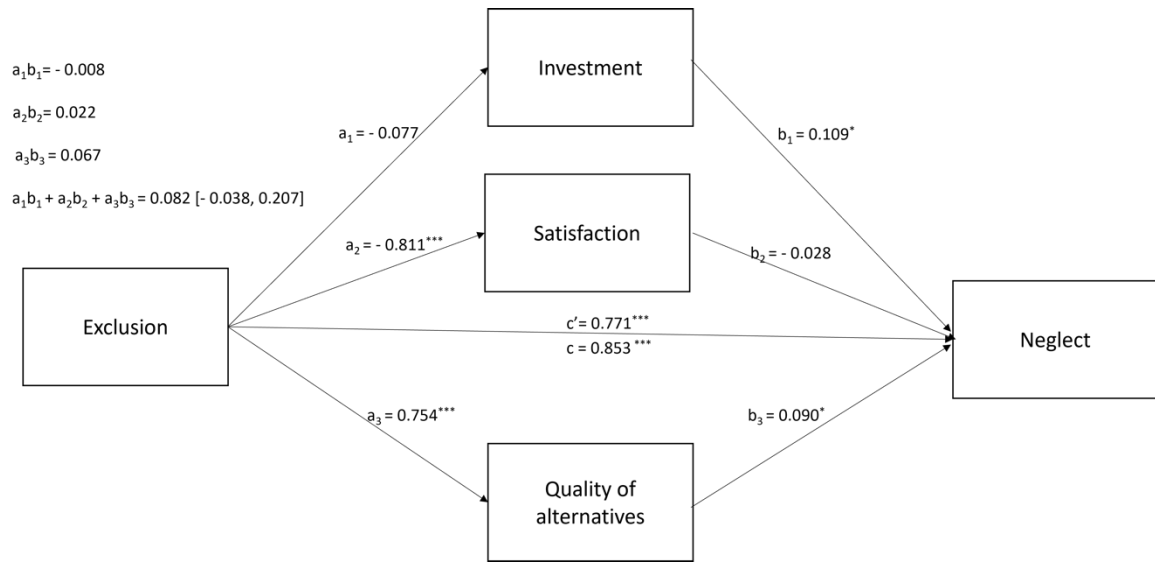 a₁b₁= - 0.008
a₂b₂= 0.022
a₃b₃= 0.067
a₁b₁ + a₂b₂ + a₃b₃ = 0.082 [- 0.038, 0.207]
Investment
a₁ = - 0.077
b₁ = 0.109*
Satisfaction
a₂ = - 0.811***
b₂ = - 0.028
Exclusion
c’= 0.771***
c = 0.853 ***
Neglect
a₃ = 0.754***
b₃ = 0.090*
Quality of
alternatives